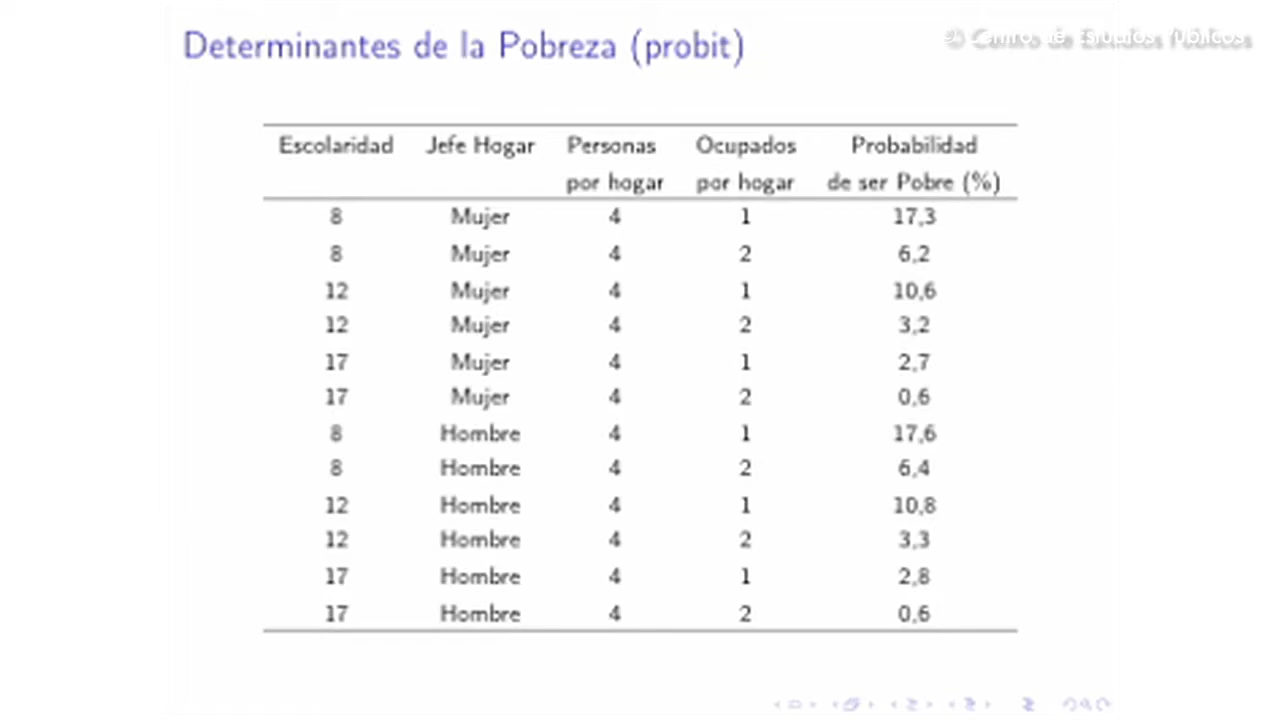 Determinantes de la Pobreza (probit)
© Centro de Estudios Públicos
Escolaridad Jefe Hogar Personas Ocupados Probabilidad
por hogar por hogar de ser Pobre (%)
8 Mujer 4 1 17,3
8 Mujer 4 2 6,2
12 Mujer 4 1 10,6
12 Mujer 4 2 3,2
17 Mujer 4 1 2,7
17 Mujer 4 2 0,6
8 Hombre 4 1 17,6
8 Hombre 4 2 6,4
12 Hombre 4 1 10,8
12 Hombre 4 2 3,3
17 Hombre 4 1 2,8
17 Hombre 4 2 0,6